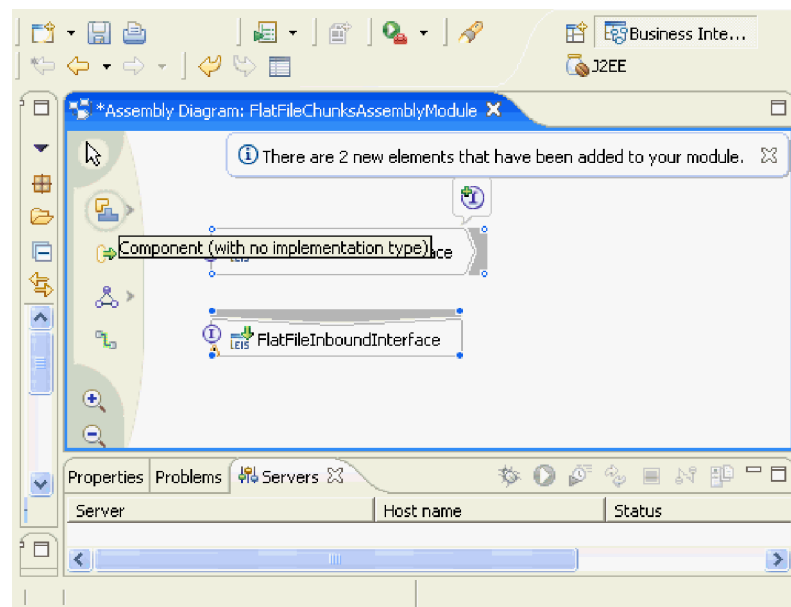 Business Inte...
J2EE
*Assembly Diagram: FlatFileChunksAssemblyModule
There are 2 new elements that have been added to your module.
Component (with no implementation type)
ace
EIS
FlatFileInboundInterface
Properties Problems Servers
Server Host name Status